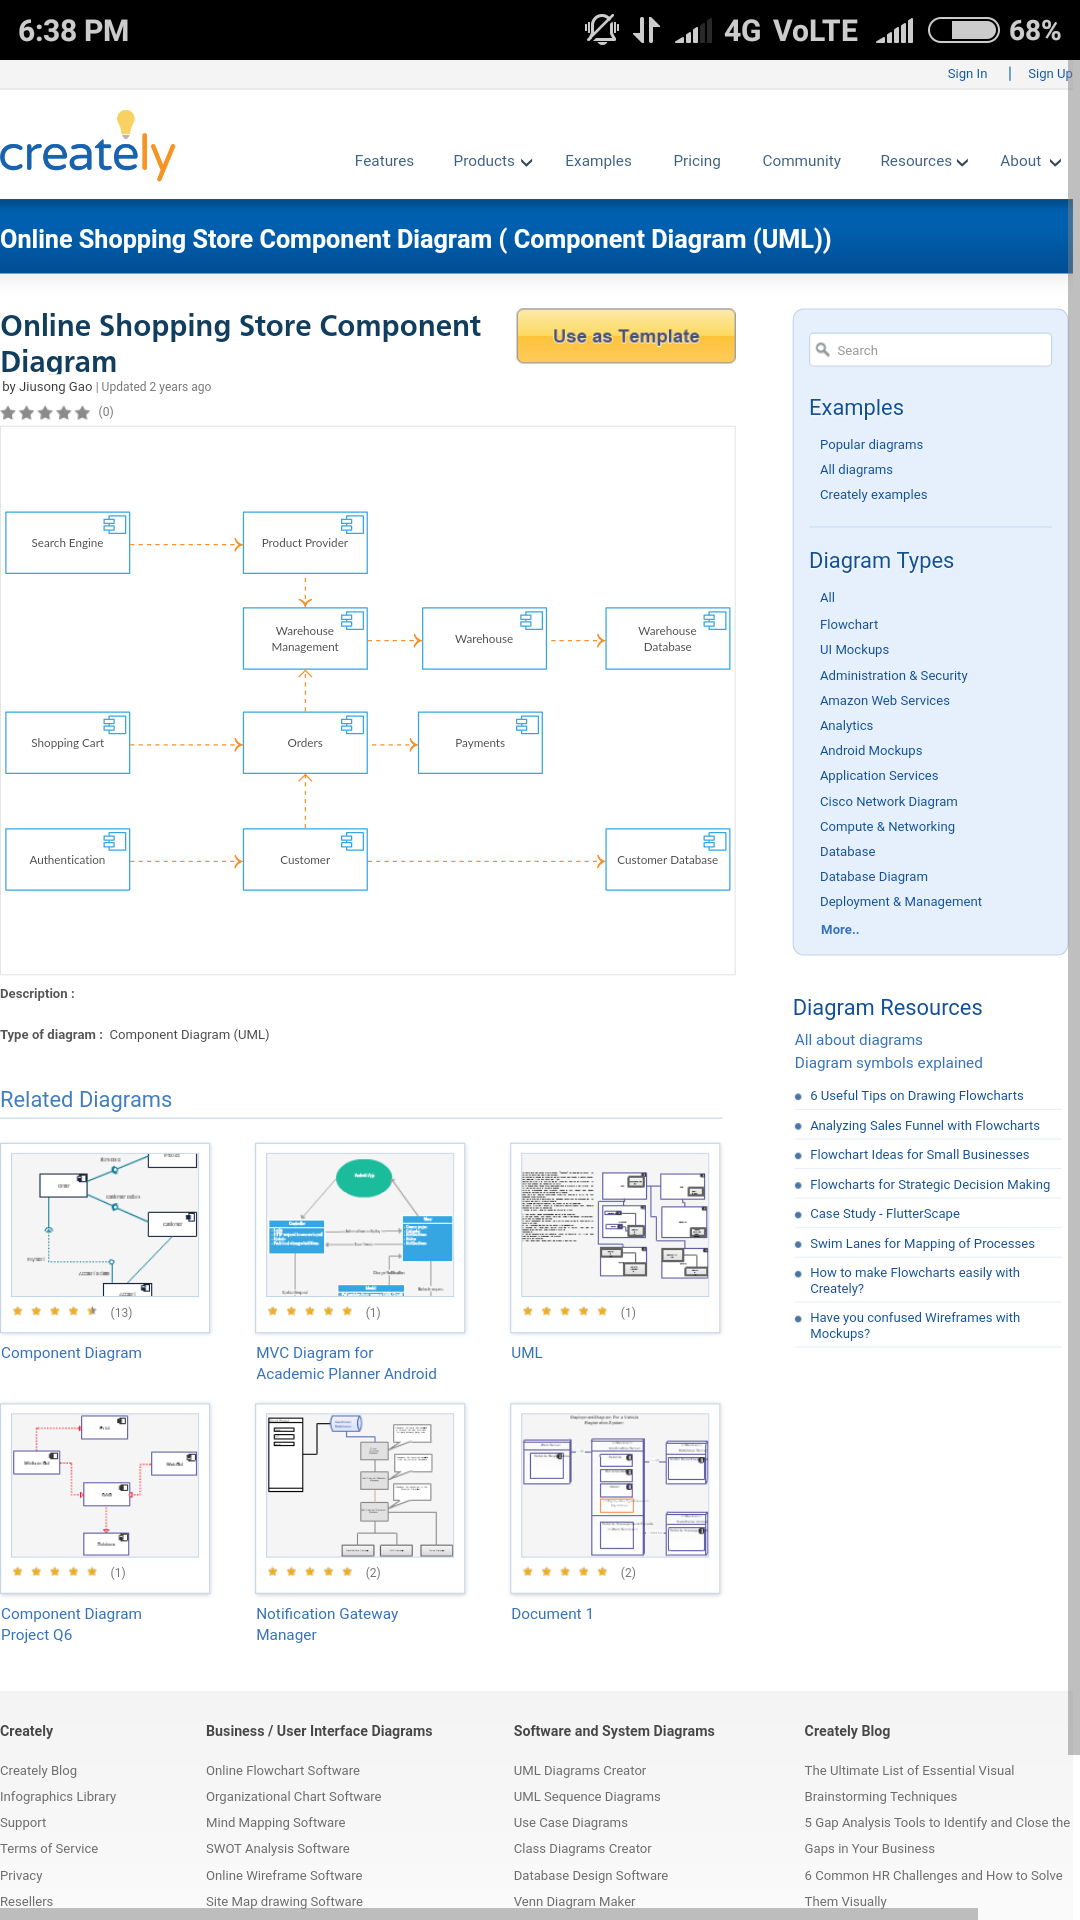 6:38 PM 4G VoLTE 68%
Sign In | Sign Up
creately
Features Products Examples Pricing Community Resources About
Online Shopping Store Component Diagram ( Component Diagram (UML))
Online Shopping Store Component
Diagram
Use as Template
by Jiusong Gao | Updated 2 years ago
(0)
Search Engine
Product Provider
Warehouse
Management
Warehouse
Warehouse
Database
Shopping Cart
Orders
Payments
Authentication
Customer
Customer Database
Description :
Type of diagram : Component Diagram (UML)
Search
Examples
Popular diagrams
All diagrams
Creately examples
Diagram Types
All
Flowchart
UI Mockups
Administration & Security
Amazon Web Services
Analytics
Android Mockups
Application Services
Cisco Network Diagram
Compute & Networking
Database
Database Diagram
Deployment & Management
More..
Diagram Resources
All about diagrams
Diagram symbols explained
6 Useful Tips on Drawing Flowcharts
Analyzing Sales Funnel with Flowcharts
Flowchart Ideas for Small Businesses
Flowcharts for Strategic Decision Making
Case Study - FlutterScape
Swim Lanes for Mapping of Processes
How to make Flowcharts easily with
Creately?
Have you confused Wireframes with
Mockups?
Related Diagrams
(13)
Component Diagram
(1)
MVC Diagram for
Academic Planner Android
(1)
UML
(1)
Component Diagram
Project Q6
(2)
Notification Gateway
Manager
(2)
Document 1
Creately
Creately Blog
Infographics Library
Support
Terms of Service
Privacy
Resellers
Business / User Interface Diagrams
Online Flowchart Software
Organizational Chart Software
Mind Mapping Software
SWOT Analysis Software
Online Wireframe Software
Site Map drawing Software
Software and System Diagrams
UML Diagrams Creator
UML Sequence Diagrams
Use Case Diagrams
Class Diagrams Creator
Database Design Software
Venn Diagram Maker
Creately Blog
The Ultimate List of Essential Visual
Brainstorming Techniques
5 Gap Analysis Tools to Identify and Close the
Gaps in Your Business
6 Common HR Challenges and How to Solve
Them Visually